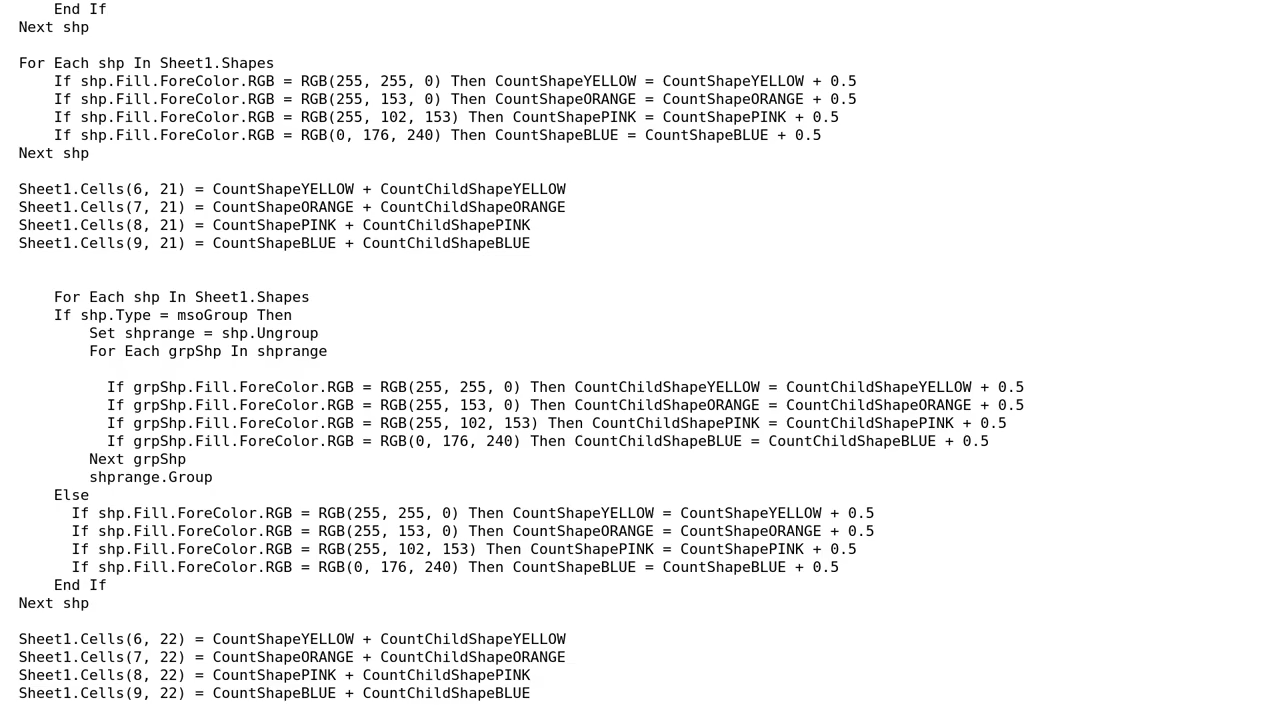 End If
Next shp
For Each shp In Sheet1.Shapes
If shp.Fill.ForeColor.RGB = RGB(255, 255, 0) Then CountShapeYELLOW = CountShapeYELLOW + 0.5
If shp.Fill.ForeColor.RGB = RGB(255, 153, 0) Then CountShapeORANGE = CountShapeORANGE + 0.5
If shp.Fill.ForeColor.RGB = RGB(255, 102, 153) Then CountShapePINK = CountShapePINK + 0.5
If shp.Fill.ForeColor.RGB = RGB(0, 176, 240) Then CountShapeBLUE = CountShapeBLUE + 0.5
Next shp
Sheet1.Cells(6, 21) = CountShapeYELLOW + CountChildShapeYELLOW
Sheet1.Cells(7, 21) = CountShapeORANGE + CountChildShapeORANGE
Sheet1.Cells(8, 21) = CountShapePINK + CountChildShapePINK
Sheet1.Cells(9, 21) = CountShapeBLUE + CountChildShapeBLUE
For Each shp In Sheet1.Shapes
If shp.Type = msoGroup Then
Set shprange = shp.Ungroup
For Each grpShp In shprange
If grpShp.Fill.ForeColor.RGB = RGB(255, 255, 0) Then CountChildShapeYELLOW = CountChildShapeYELLOW + 0.5
If grpShp.Fill.ForeColor.RGB = RGB(255, 153, 0) Then CountChildShapeORANGE = CountChildShapeORANGE + 0.5
If grpShp.Fill.ForeColor.RGB = RGB(255, 102, 153) Then CountChildShapePINK = CountChildShapePINK + 0.5
If grpShp.Fill.ForeColor.RGB = RGB(0, 176, 240) Then CountChildShapeBLUE = CountChildShapeBLUE + 0.5
Next grpShp
shprange.Group
Else
If shp.Fill.ForeColor.RGB = RGB(255, 255, 0) Then CountShapeYELLOW = CountShapeYELLOW + 0.5
If shp.Fill.ForeColor.RGB = RGB(255, 153, 0) Then CountShapeORANGE = CountShapeORANGE + 0.5
If shp.Fill.ForeColor.RGB = RGB(255, 102, 153) Then CountShapePINK = CountShapePINK + 0.5
If shp.Fill.ForeColor.RGB = RGB(0, 176, 240) Then CountShapeBLUE = CountShapeBLUE + 0.5
End If
Next shp
Sheet1.Cells(6, 22) = CountShapeYELLOW + CountChildShapeYELLOW
Sheet1.Cells(7, 22) = CountShapeORANGE + CountChildShapeORANGE
Sheet1.Cells(8, 22) = CountShapePINK + CountChildShapePINK
Sheet1.Cells(9, 22) = CountShapeBLUE + CountChildShapeBLUE